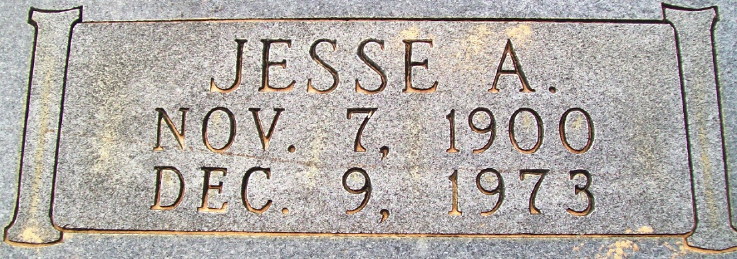 JESSE A.
NOV. 7, 1900
DEC. 9, 1973